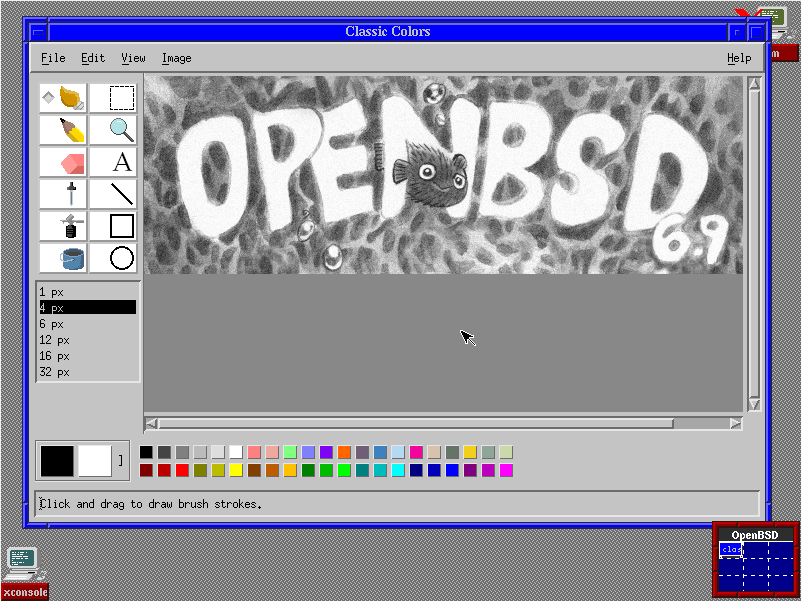 Classic Colors
m
File Edit View Image Help
OPENBSD
6.9
A
1 px
4 px
6 px
12 px
16 px
32 px
]
Click and drag to draw brush strokes.
OpenBSD
clas
xconsole